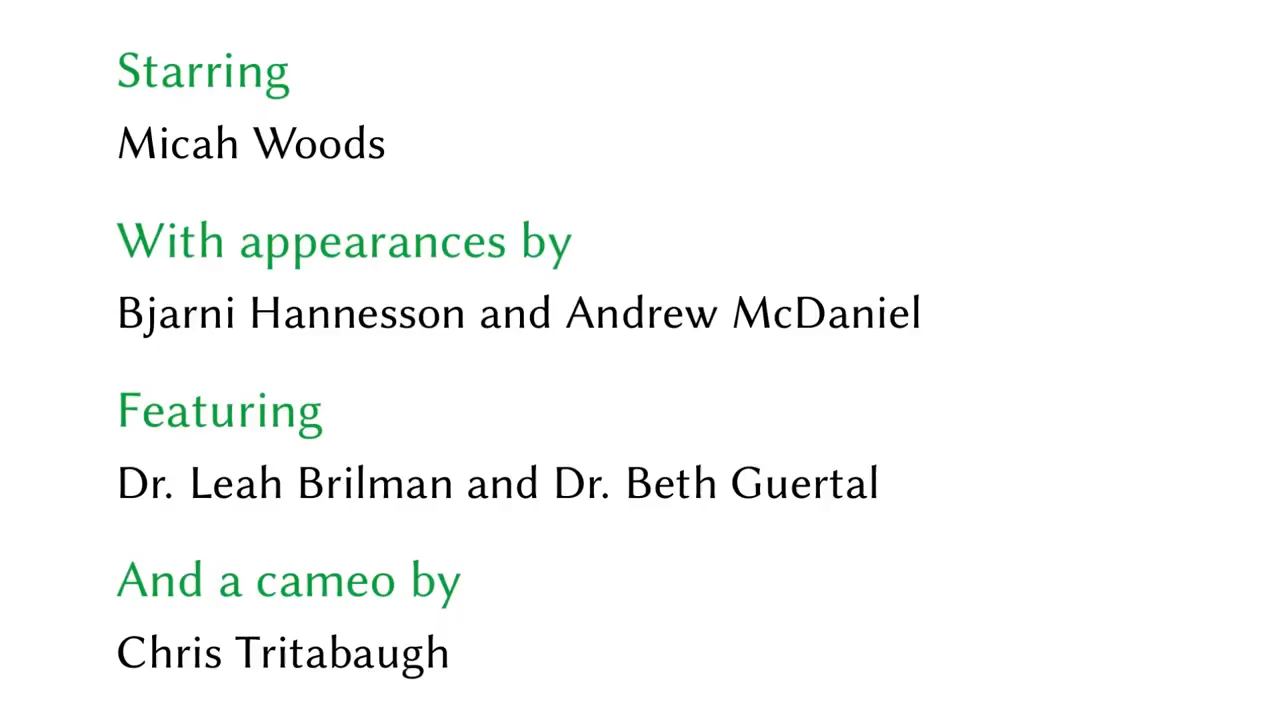 Starring
Micah Woods
With appearances by
Bjarni Hannesson and Andrew McDaniel
Featuring
Dr. Leah Brilman and Dr. Beth Guertal
And a cameo by
Chris Tritabaugh